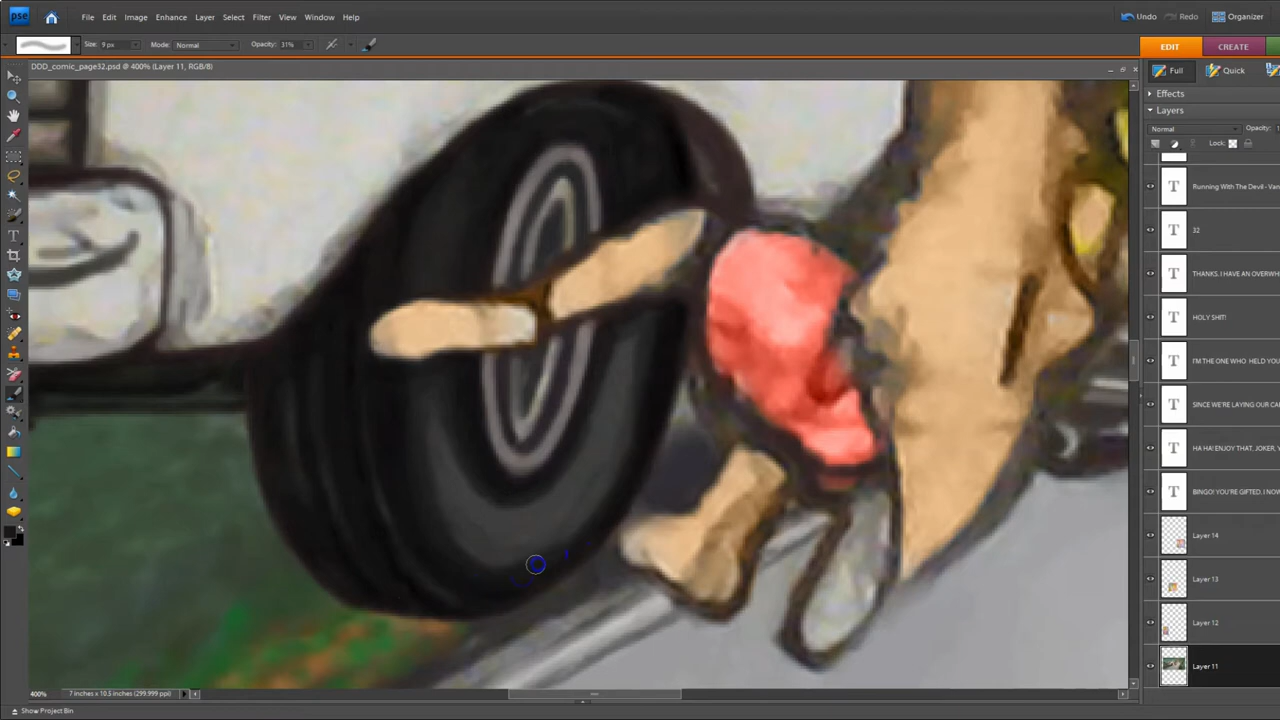 pse File Edit Image Enhance Layer Select Filter View Window Help Undo Redo Organizer
Size: 9 px Mode: Normal Opacity: 31% EDIT CREATE
DDD_comic_page32.psd @ 400% (Layer 11, RGB/8)
Full Quick
Effects
Layers
Normal Opacity: 1
Lock:
T Running With The Devil - Van
T 32
T THANKS. I HAVE AN OVERWH
T HOLY SHIT!
T I'M THE ONE WHO HELD YOU
T SINCE WE'RE LAYING OUR CA
T HA HA! ENJOY THAT, JOKER, Y
T BINGO! YOU'RE GIFTED. I NOW
Layer 14
Layer 13
Layer 12
Layer 11
400% 7 inches x 10.5 inches (299.999 ppi)
Show Project Bin